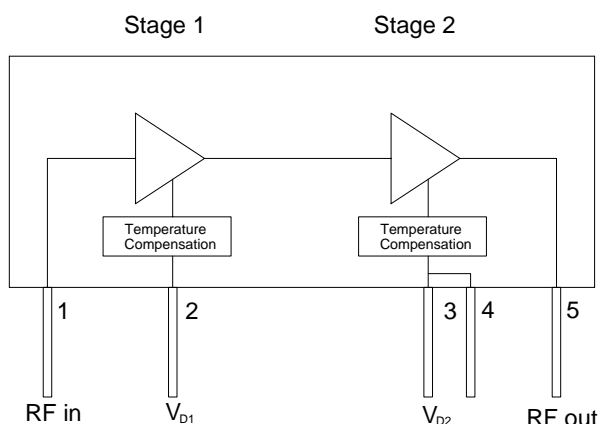 Stage 1 Stage 2
Temperature
Compensation
Temperature
Compensation
1 2 3 4 5
RF in VD1 VD2 RF out